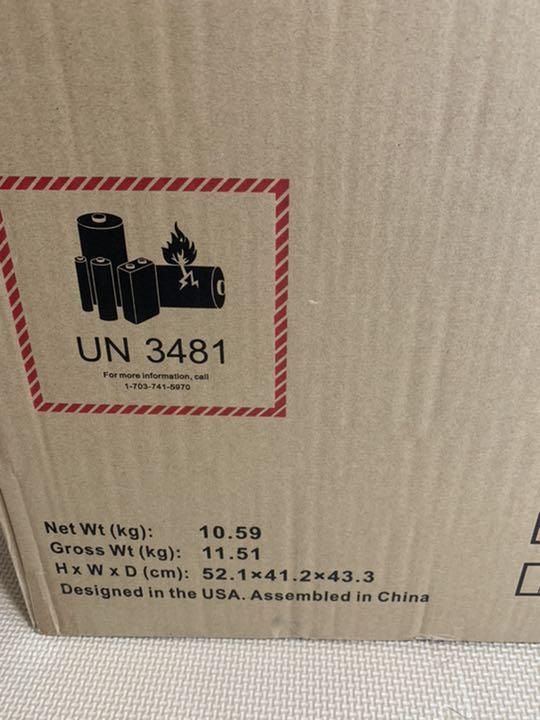 UN 3481
For more information, call
1-703-741-5970
Net Wt (kg): 10.59
Gross Wt (kg): 11.51
H x W x D (cm): 52.1×41.2×43.3
Designed in the USA. Assembled in China